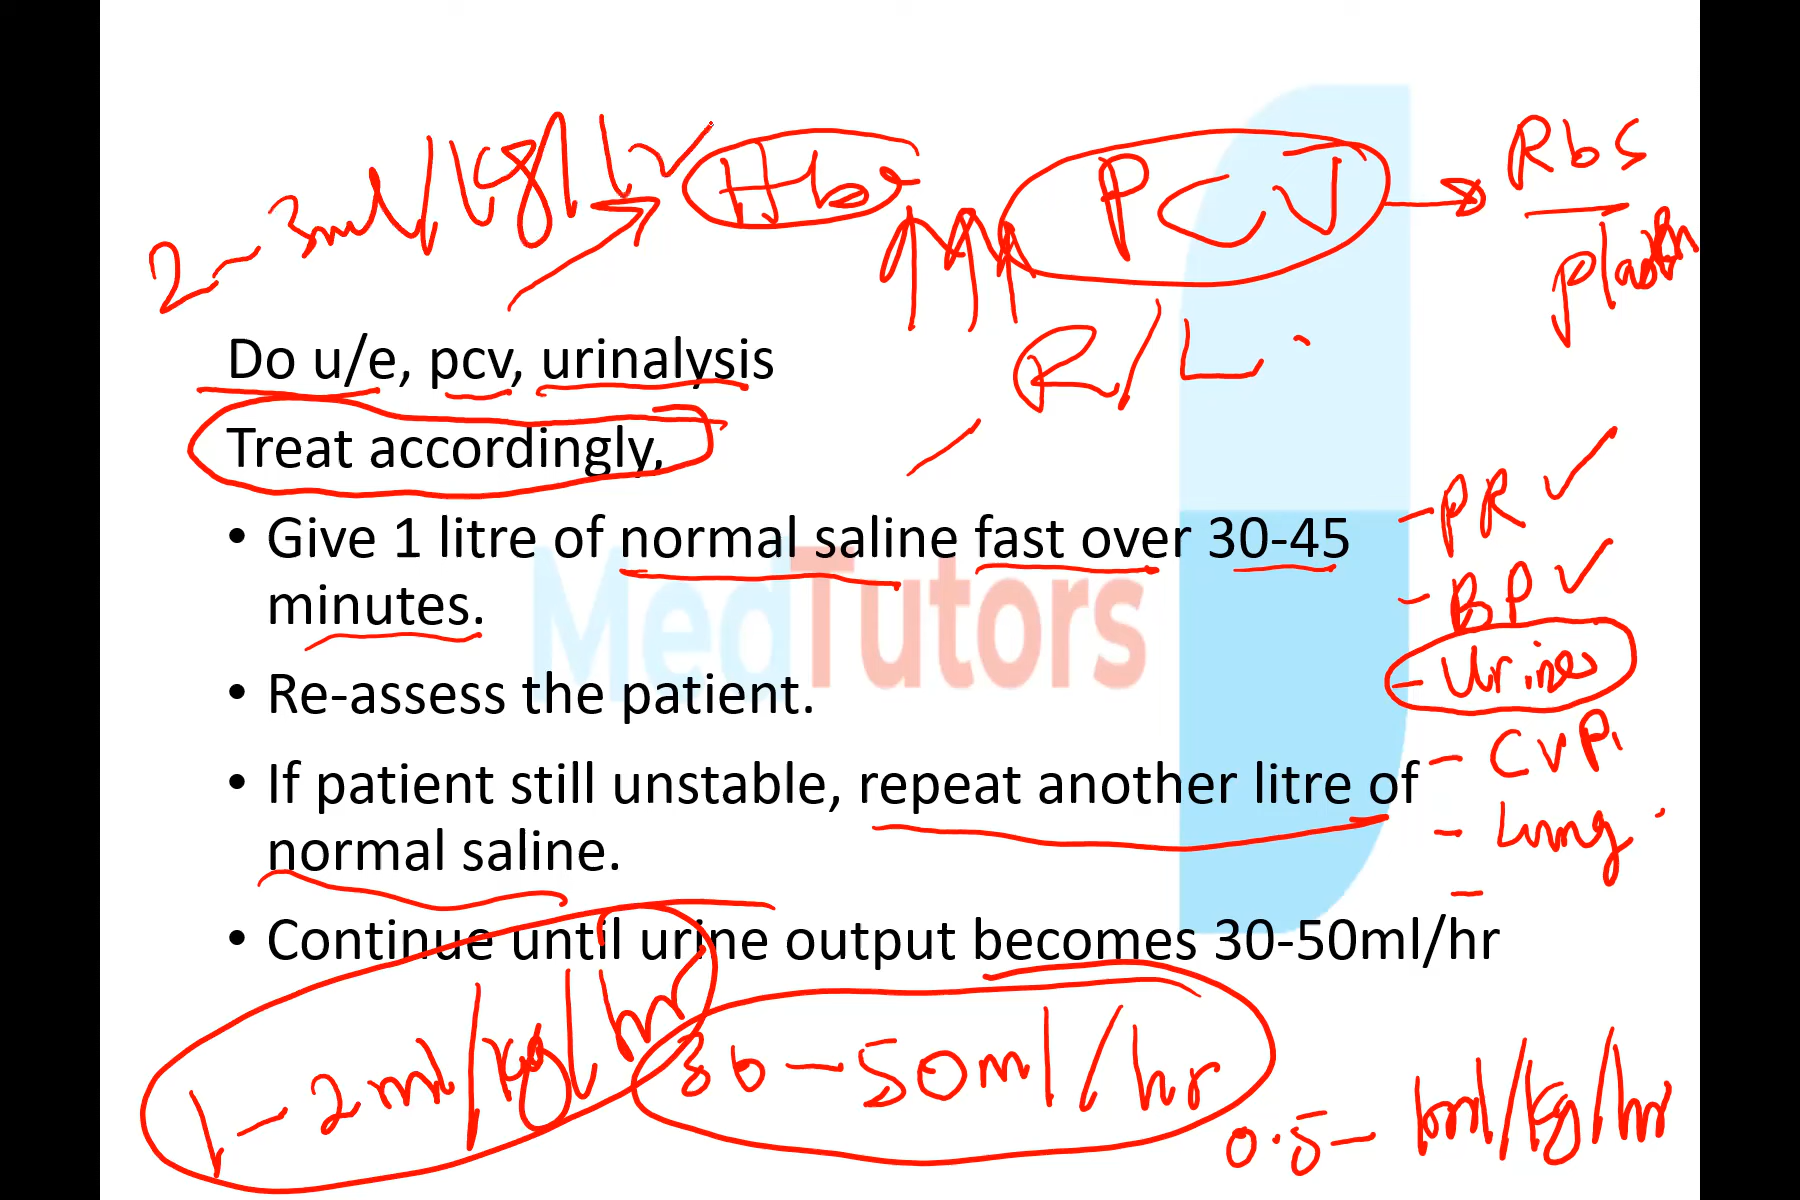 2-3ml/kg/hr Hb PCV Rbs
R/L
Do u/e, pcv, urinalysis
Treat accordingly,
• Give 1 litre of normal saline fast over 30-45
minutes.
• Re-assess the patient.
• If patient still unstable, repeat another litre of
normal saline.
• Continue until urine output becomes 30-50ml/hr
- PR ✓
- BP ✓
- Urine
- CVP
- Lung
-
1-2ml/kg/hr 30-50ml/hr 0.5- 1ml/kg/hr
MedTutors